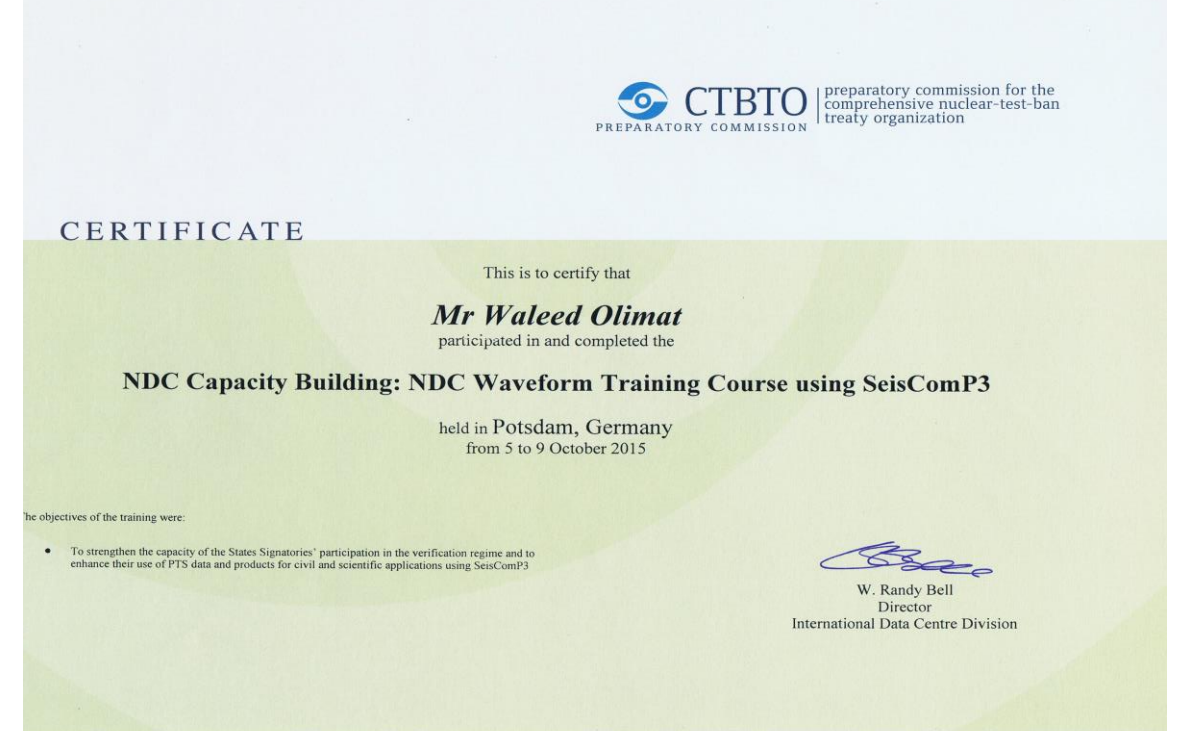 CTBTO
PREPARATORY COMMISSION
preparatory commission for the
comprehensive nuclear-test-ban
treaty organization
CERTIFICATE
This is to certify that
Mr Waleed Olimat
participated in and completed the
NDC Capacity Building: NDC Waveform Training Course using SeisComP3
held in Potsdam, Germany
from 5 to 9 October 2015
he objectives of the training were:
• To strengthen the capacity of the States Signatories' participation in the verification regime and to
enhance their use of PTS data and products for civil and scientific applications using SeisComP3
W. Randy Bell
Director
International Data Centre Division